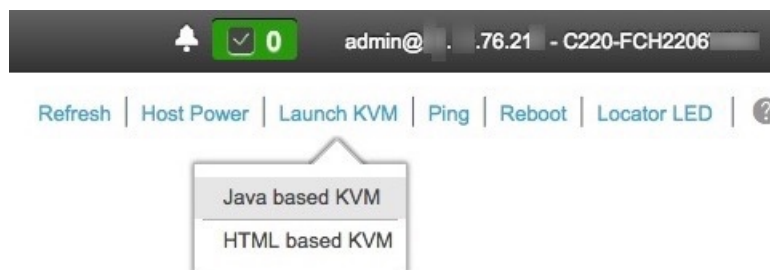 0 admin@ . .76.21 - C220-FCH2206
Refresh | Host Power | Launch KVM | Ping | Reboot | Locator LED | ?
Java based KVM
HTML based KVM